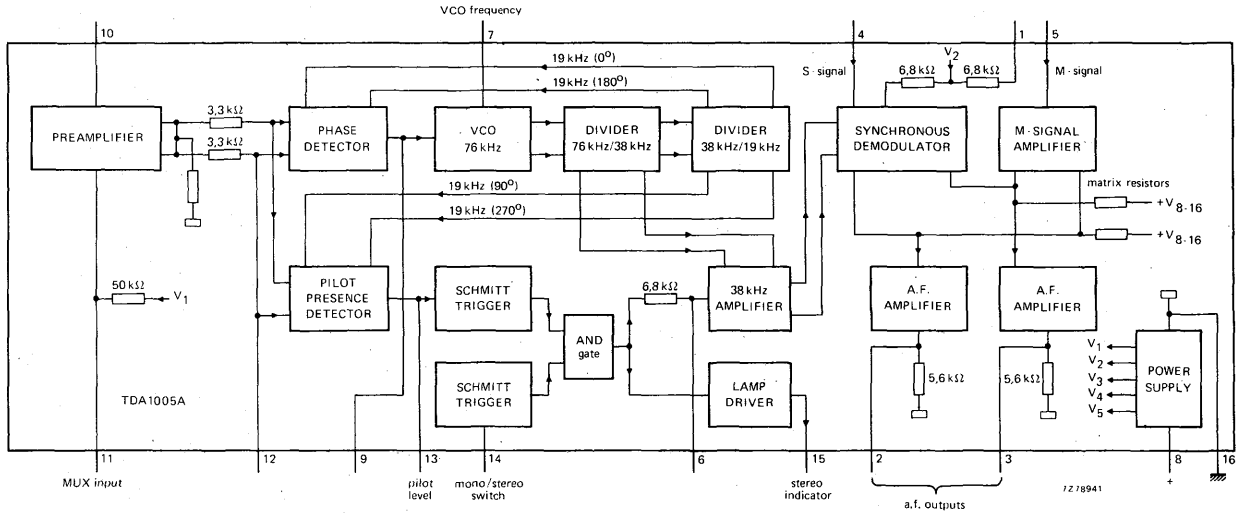 VCO frequency
10
7
4
1
5
V2
19 kHz (0°)
S-signal
6,8 kΩ
6,8 kΩ
M-signal
19 kHz (180°)
3,3 kΩ
PREAMPLIFIER
PHASE
DETECTOR
VCO
76 kHz
DIVIDER
76 kHz/38 kHz
DIVIDER
38 kHz/19 kHz
SYNCHRONOUS
DEMODULATOR
M-SIGNAL
AMPLIFIER
3,3 kΩ
19 kHz (90°)
matrix resistors
+V8-16
19 kHz (270°)
+V8-16
50 kΩ
V1
PILOT
PRESENCE
DETECTOR
SCHMITT
TRIGGER
6,8 kΩ
38 kHz
AMPLIFIER
A.F.
AMPLIFIER
A.F.
AMPLIFIER
AND
gate
V1
V2
V3
V4
V5
POWER
SUPPLY
SCHMITT
TRIGGER
LAMP
DRIVER
5,6 kΩ
5,6 kΩ
TDA1005A
11
12
9
13
14
6
15
2
3
8
16
MUX input
pilot
level
mono/stereo
switch
stereo
indicator
+
7Z78941
a.f. outputs